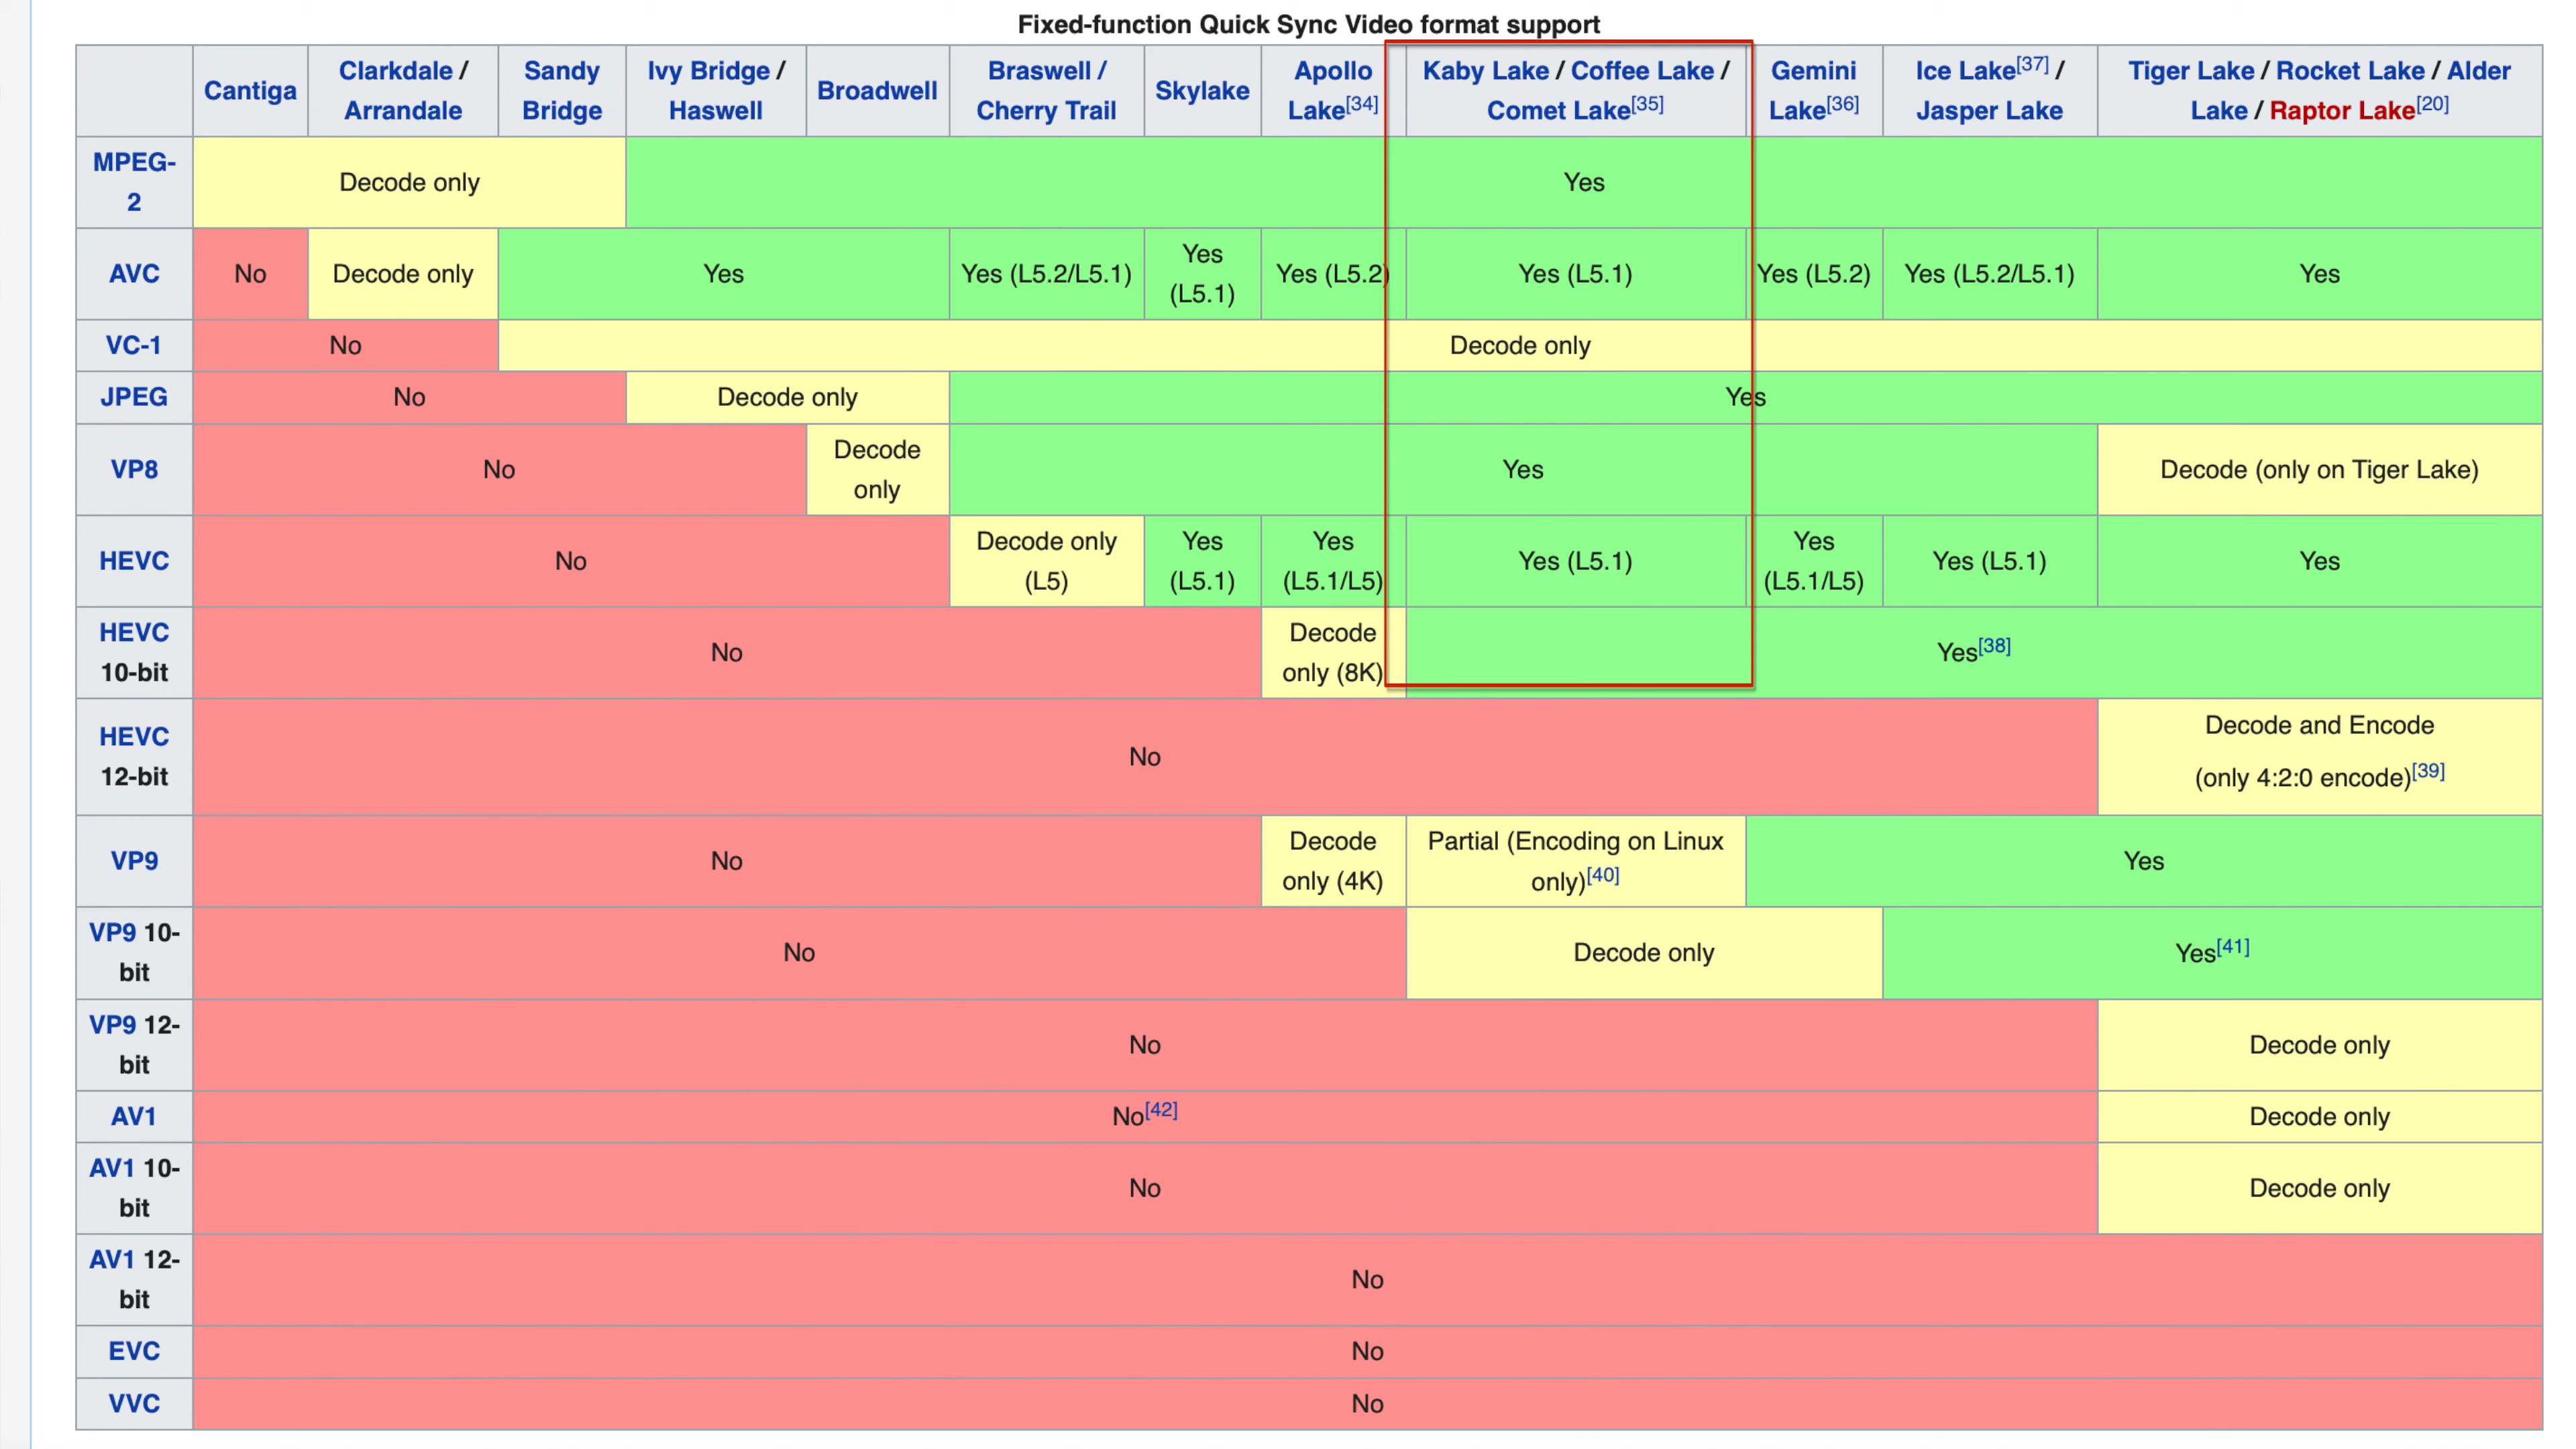 Fixed-function Quick Sync Video format support
Cantiga
Clarkdale /
Arrandale
Sandy
Bridge
Ivy Bridge /
Haswell
Broadwell
Braswell /
Cherry Trail
Skylake
Apollo
Lake[34]
Kaby Lake / Coffee Lake /
Comet Lake[35]
Gemini
Lake[36]
Ice Lake[37] /
Jasper Lake
Tiger Lake / Rocket Lake / Alder
Lake / Raptor Lake[20]
MPEG-
2
Decode only
Yes
AVC
No
Decode only
Yes
Yes (L5.2/L5.1)
Yes
(L5.1)
Yes (L5.2)
Yes (L5.1)
Yes (L5.2)
Yes (L5.2/L5.1)
Yes
VC-1
No
Decode only
JPEG
No
Decode only
Yes
VP8
No
Decode
only
Yes
Decode (only on Tiger Lake)
HEVC
No
Decode only
(L5)
Yes
(L5.1)
Yes
(L5.1/L5)
Yes (L5.1)
Yes
(L5.1/L5)
Yes (L5.1)
Yes
HEVC
10-bit
No
Decode
only (8K)
Yes[38]
HEVC
12-bit
No
Decode and Encode
(only 4:2:0 encode)[39]
VP9
No
Decode
only (4K)
Partial (Encoding on Linux
only)[40]
Yes
VP9 10-
bit
No
Decode only
Yes[41]
VP9 12-
bit
No
Decode only
AV1
No[42]
Decode only
AV1 10-
bit
No
Decode only
AV1 12-
bit
No
EVC
No
VVC
No